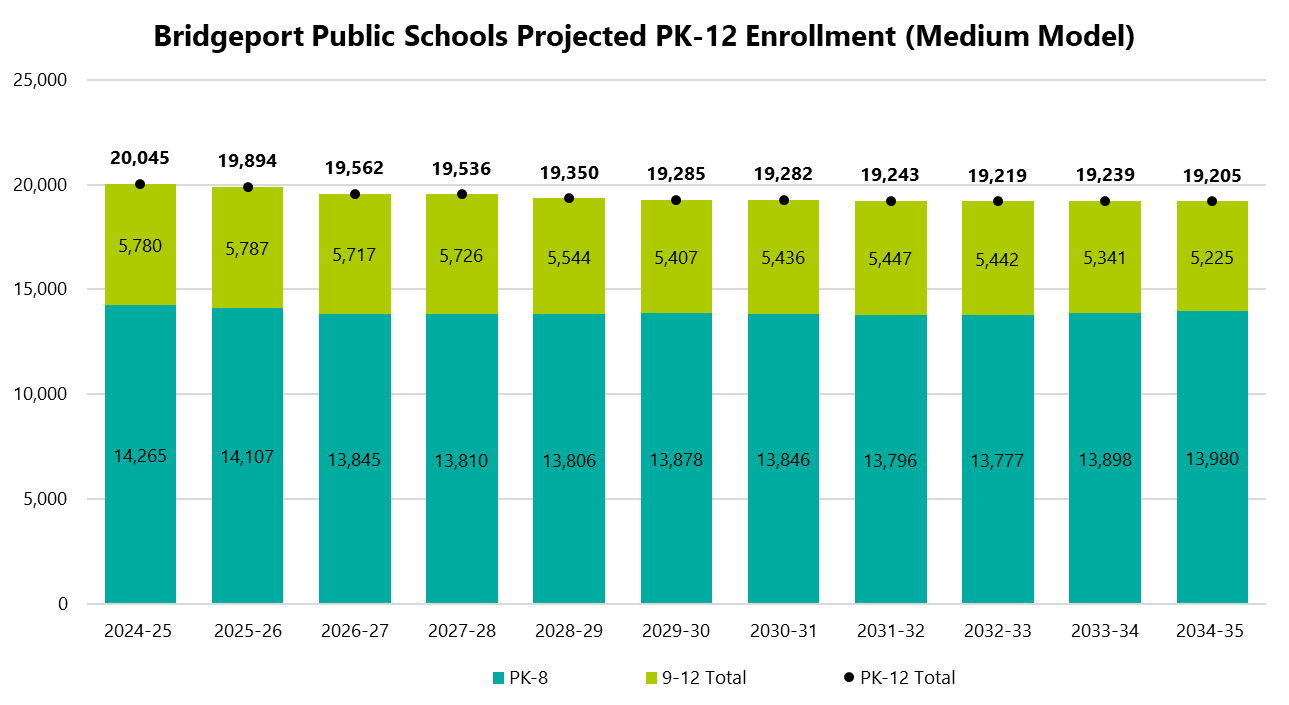 Bridgeport Public Schools Projected PK-12 Enrollment (Medium Model)
25,000
20,045 19,894 19,562 19,536 19,350 19,285 19,282 19,243 19,219 19,239 19,205
20,000
5,780 5,787 5,717 5,726 5,544 5,407 5,436 5,447 5,442 5,341 5,225
15,000
10,000
14,265 14,107 13,845 13,810 13,806 13,878 13,846 13,796 13,777 13,898 13,980
5,000
0
2024-25 2025-26 2026-27 2027-28 2028-29 2029-30 2030-31 2031-32 2032-33 2033-34 2034-35
PK-8 9-12 Total PK-12 Total